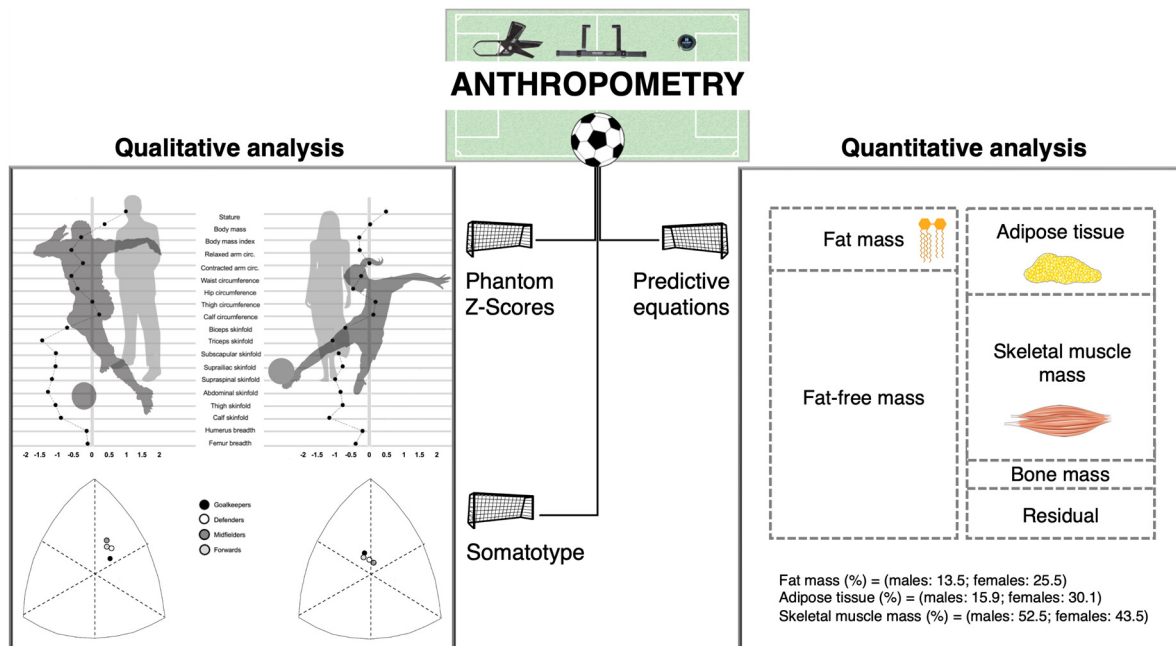 ANTHROPOMETRY
Qualitative analysis
Stature
Body mass
Body mass index
Relaxed arm circ.
Contracted arm circ.
Waist circumference
Hip circumference
Thigh circumference
Calf circumference
Biceps skinfold
Triceps skinfold
Subscapular skinfold
Suprailiac skinfold
Supraspinal skinfold
Abdominal skinfold
Thigh skinfold
Calf skinfold
Humerus breadth
Femur breadth
-2 -1.5 -1 -0.5 0 0.5 1 1.5 2
-2 -1.5 -1 -0.5 0 0.5 1 1.5 2
Goalkeepers
Defenders
Midfielders
Forwards
Phantom
Z-Scores
Predictive
equations
Somatotype
Quantitative analysis
Fat mass
Fat-free mass
Adipose tissue
Skeletal muscle
mass
Bone mass
Residual
Fat mass (%) = (males: 13.5; females: 25.5)
Adipose tissue (%) = (males: 15.9; females: 30.1)
Skeletal muscle mass (%) = (males: 52.5; females: 43.5)